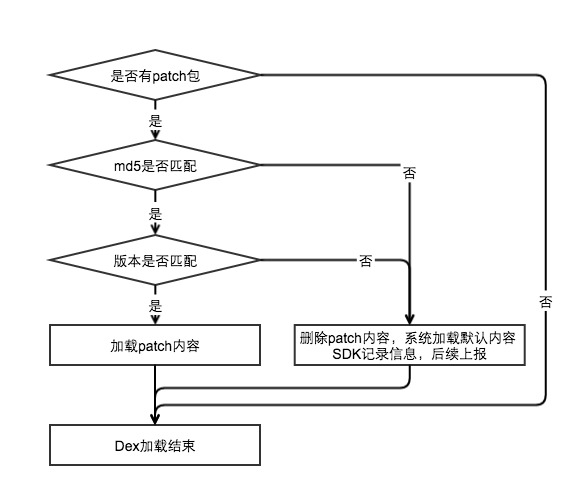 是否有patch包
是
md5是否匹配
否
是
版本是否匹配
否
是
否
加载patch内容
删除patch内容，系统加载默认内容
SDK记录信息，后续上报
Dex加载结束